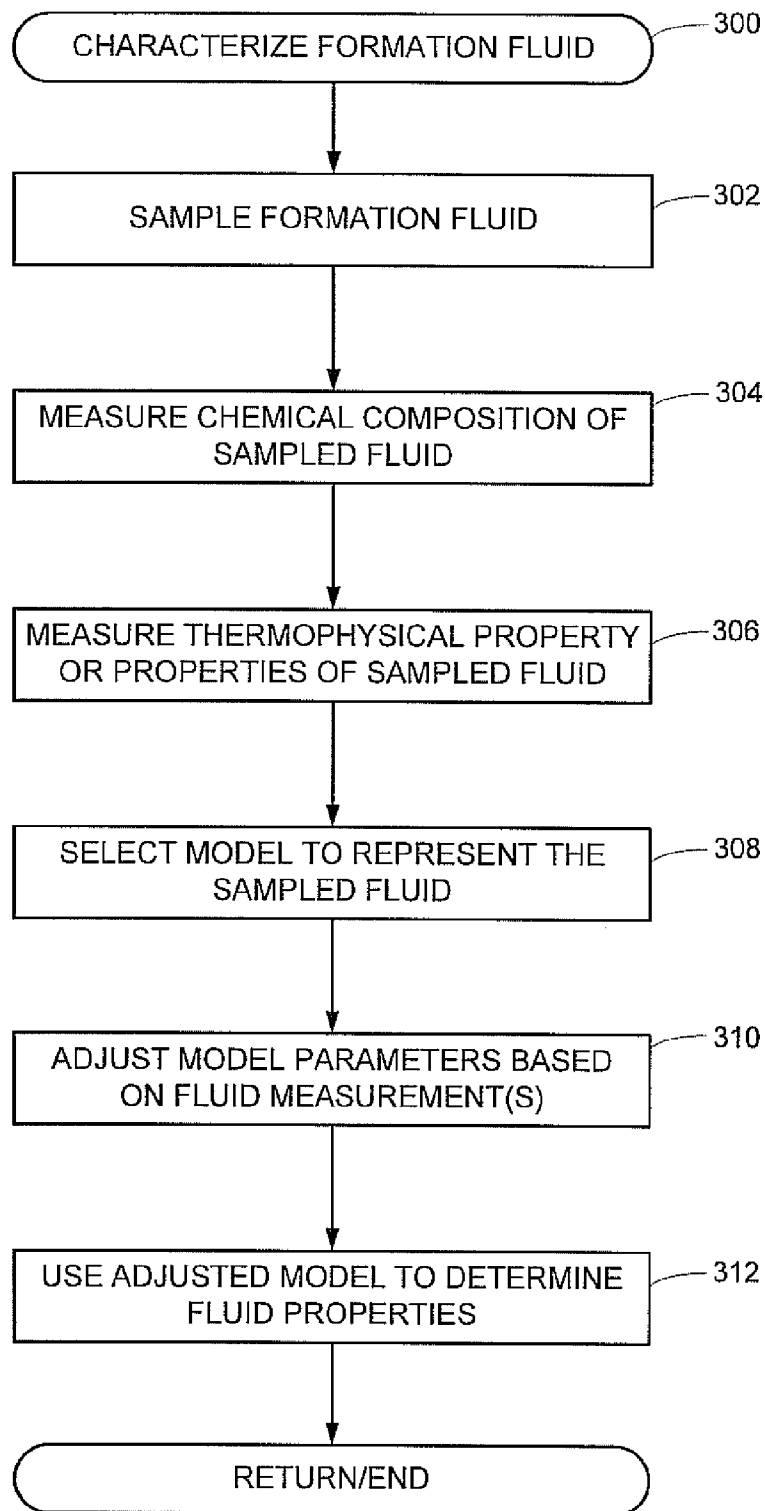 CHARACTERIZE FORMATION FLUID
300
SAMPLE FORMATION FLUID
302
MEASURE CHEMICAL COMPOSITION OF
SAMPLED FLUID
304
MEASURE THERMOPHYSICAL PROPERTY
OR PROPERTIES OF SAMPLED FLUID
306
SELECT MODEL TO REPRESENT THE
SAMPLED FLUID
308
ADJUST MODEL PARAMETERS BASED
ON FLUID MEASUREMENT(S)
310
USE ADJUSTED MODEL TO DETERMINE
FLUID PROPERTIES
312
RETURN/END